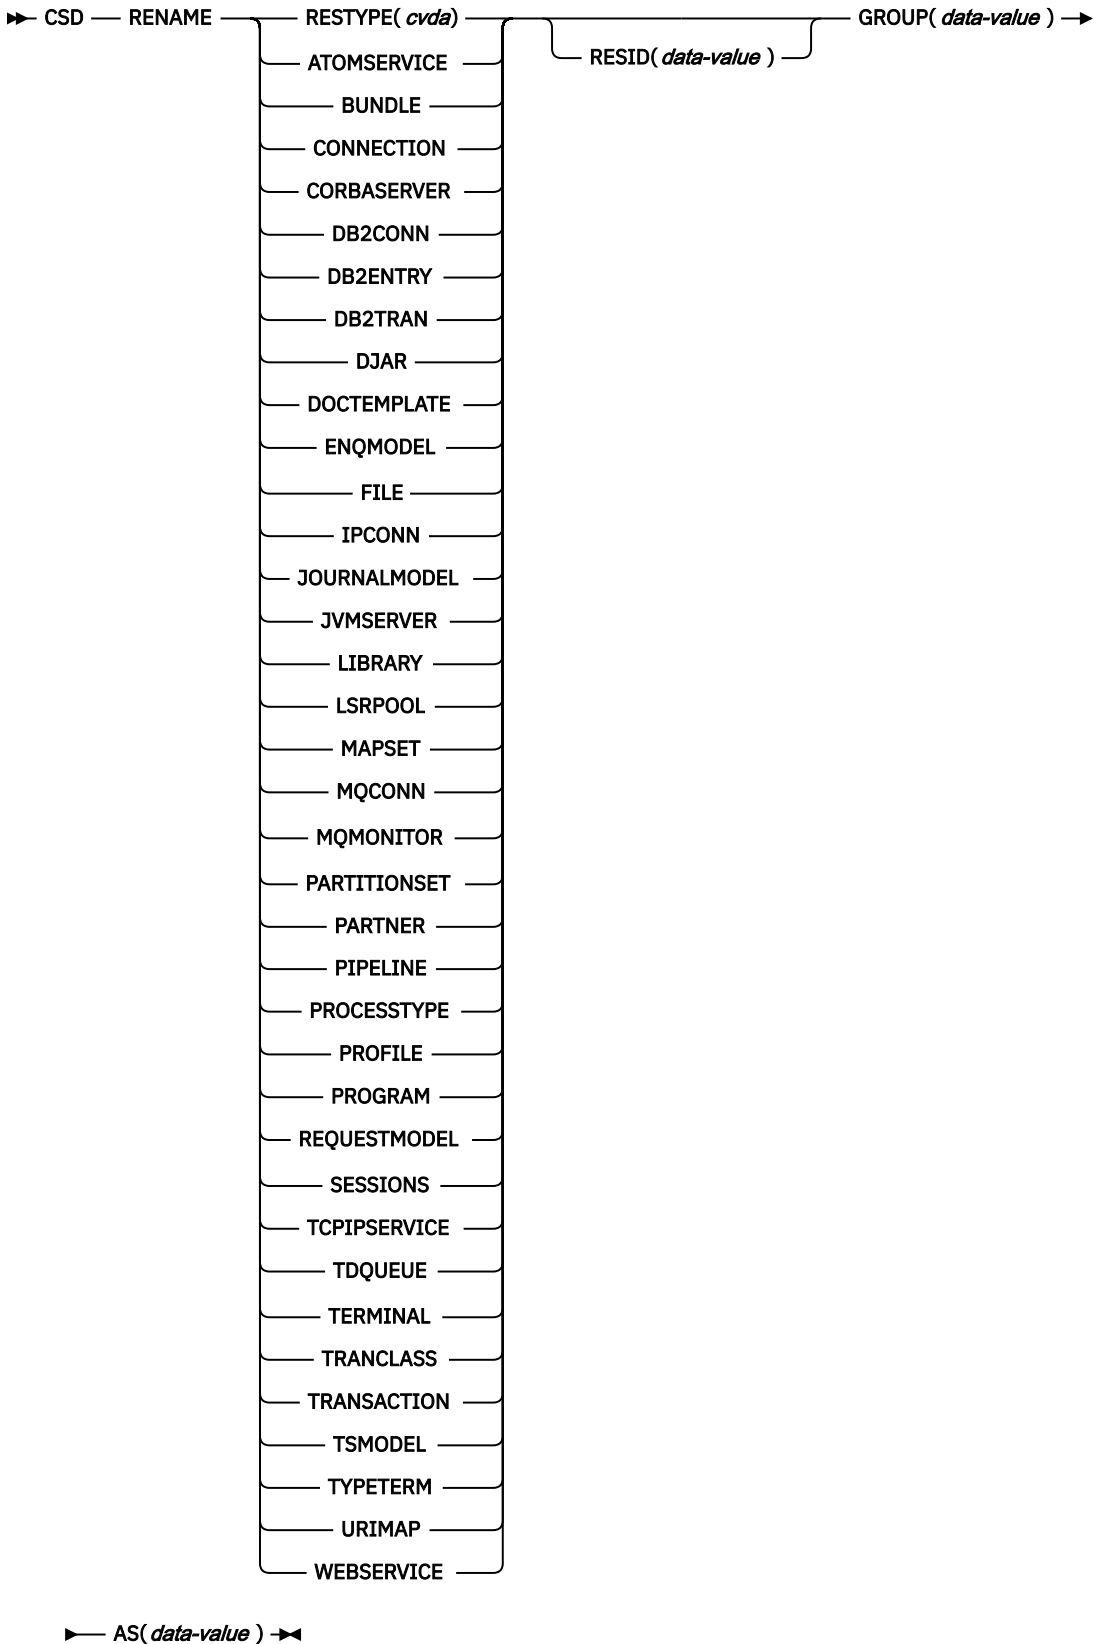 CSD RENAME RESTYPE( cvda) GROUP( data-value )
RESID( data-value )
ATOMSERVICE
BUNDLE
CONNECTION
CORBASERVER
DB2CONN
DB2ENTRY
DB2TRAN
DJAR
DOCTEMPLATE
ENQMODEL
FILE
IPCONN
JOURNALMODEL
JVMSERVER
LIBRARY
LSRPOOL
MAPSET
MQCONN
MQMONITOR
PARTITIONSET
PARTNER
PIPELINE
PROCESSTYPE
PROFILE
PROGRAM
REQUESTMODEL
SESSIONS
TCPIPSERVICE
TDQUEUE
TERMINAL
TRANCLASS
TRANSACTION
TSMODEL
TYPETERM
URIMAP
WEBSERVICE
AS( data-value )